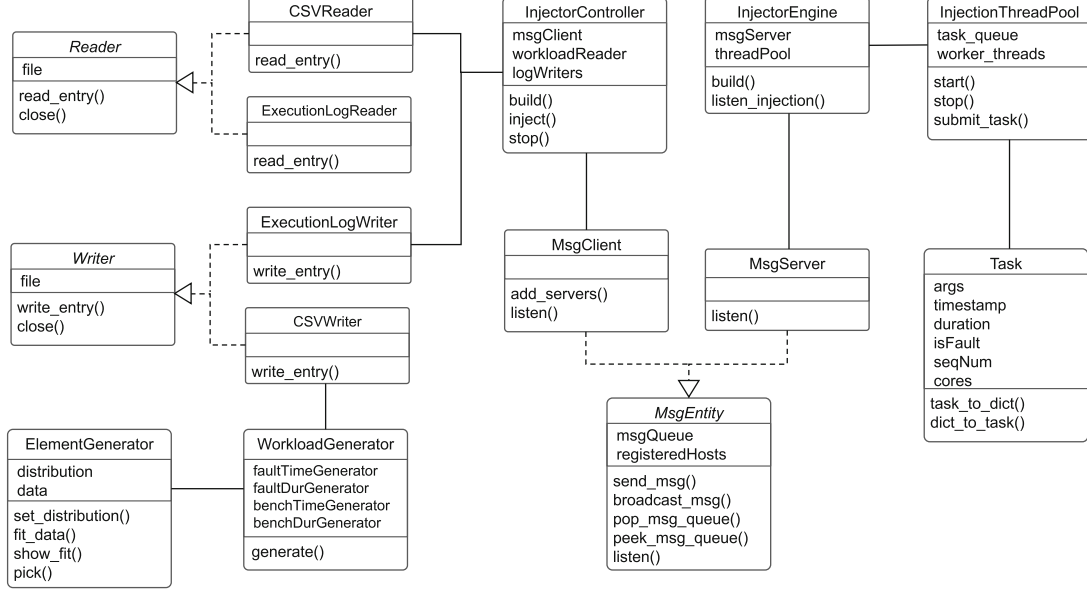 Reader
file
read_entry()
close()
CSVReader
read_entry()
ExecutionLogReader
read_entry()
Writer
file
write_entry()
close()
ExecutionLogWriter
write_entry()
CSVWriter
write_entry()
ElementGenerator
distribution
data
set_distribution()
fit_data()
show_fit()
pick()
WorkloadGenerator
faultTimeGenerator
faultDurGenerator
benchTimeGenerator
benchDurGenerator
generate()
InjectorController
msgClient
workloadReader
logWriters
build()
inject()
stop()
MsgClient
add_servers()
listen()
InjectorEngine
msgServer
threadPool
build()
listen_injection()
MsgServer
listen()
MsgEntity
msgQueue
registeredHosts
send_msg()
broadcast_msg()
pop_msg_queue()
peek_msg_queue()
listen()
InjectionThreadPool
task_queue
worker_threads
start()
stop()
submit_task()
Task
args
timestamp
duration
isFault
seqNum
cores
task_to_dict()
dict_to_task()